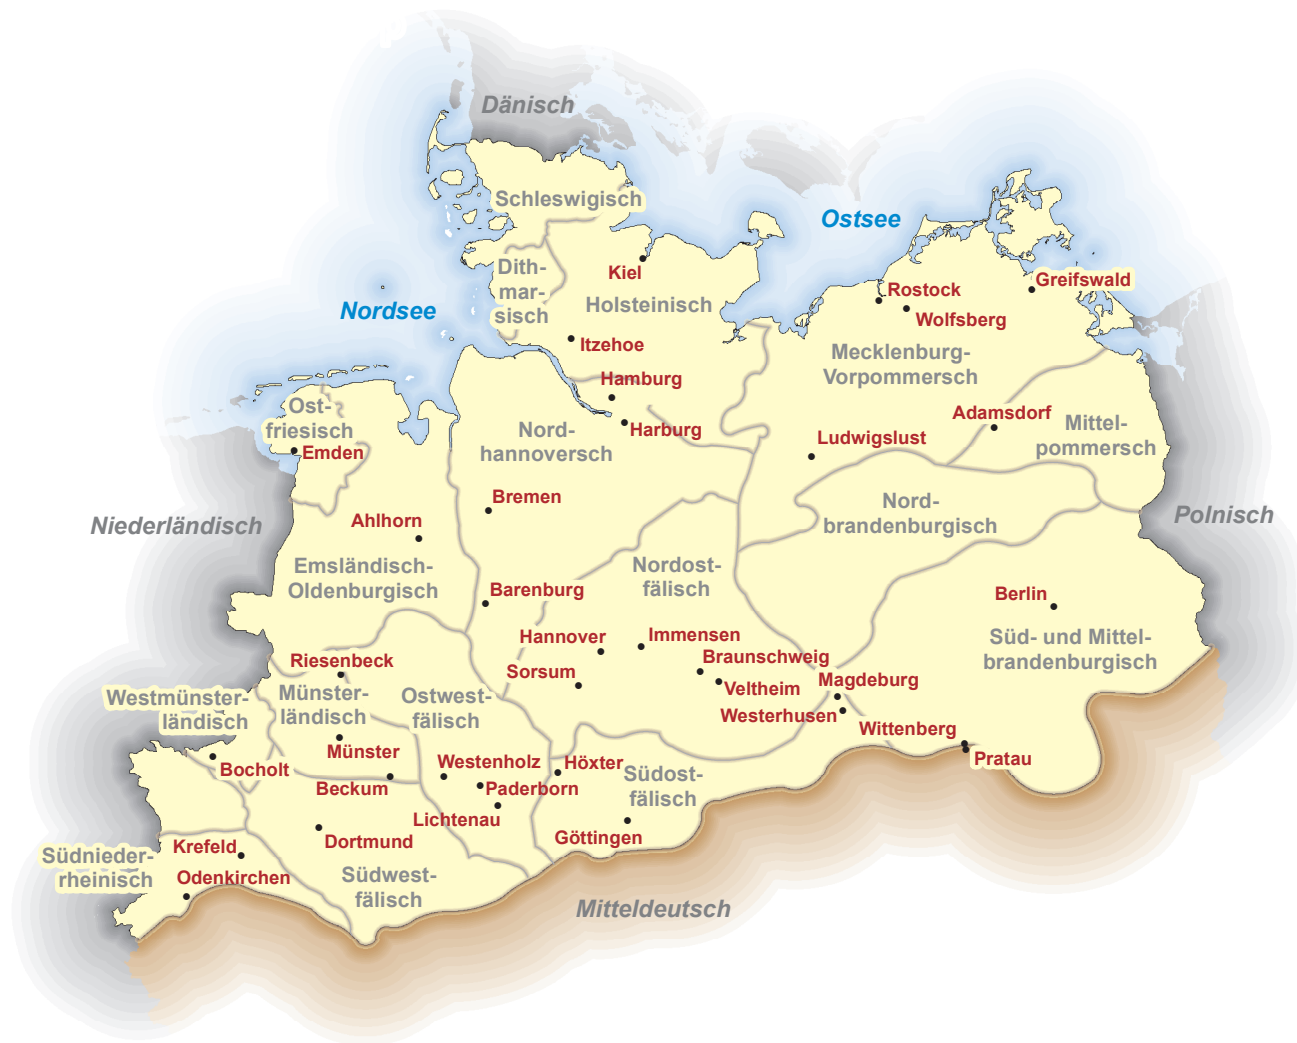 Dänisch
Schleswigisch
Ostsee
Dith-
mar-
sisch
Kiel
Holsteinisch
Greifswald
Rostock
Wolfsberg
Nordsee
Itzehoe
Mecklenburg-
Vorpommersch
Hamburg
Harburg
Ost-
friesisch
Emden
Nord-
hannoversch
Adamsdorf
Ludwigslust
Mittel-
pommersch
Bremen
Nord-
brandenburgisch
Polnisch
Niederländisch
Ahlhorn
Emsländisch-
Oldenburgisch
Nordost-
fälisch
Barenburg
Berlin
Hannover
Immensen
Süd- und Mittel-
brandenburgisch
Riesenbeck
Sorsum
Braunschweig
Veltheim
Magdeburg
Westerhusen
Westmünster-
ländisch
Münster-
ländisch
Ostwest-
fälisch
Wittenberg
Pratau
Münster
Bocholt
Beckum
Westenholz
Paderborn
Lichtenau
Höxter
Südost-
fälisch
Göttingen
Dortmund
Krefeld
Südnieder-
rheinisch
Odenkirchen
Südwest-
fälisch
Mitteldeutsch